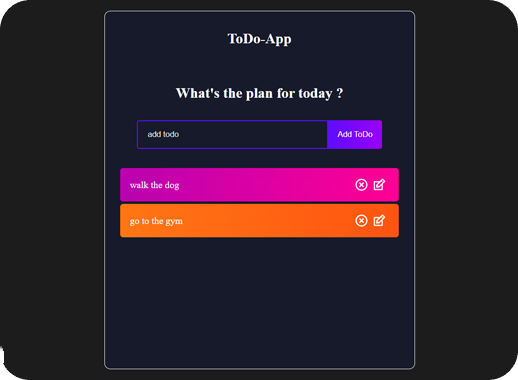 ToDo-App
What's the plan for today ?
add todo
Add ToDo
walk the dog
go to the gym